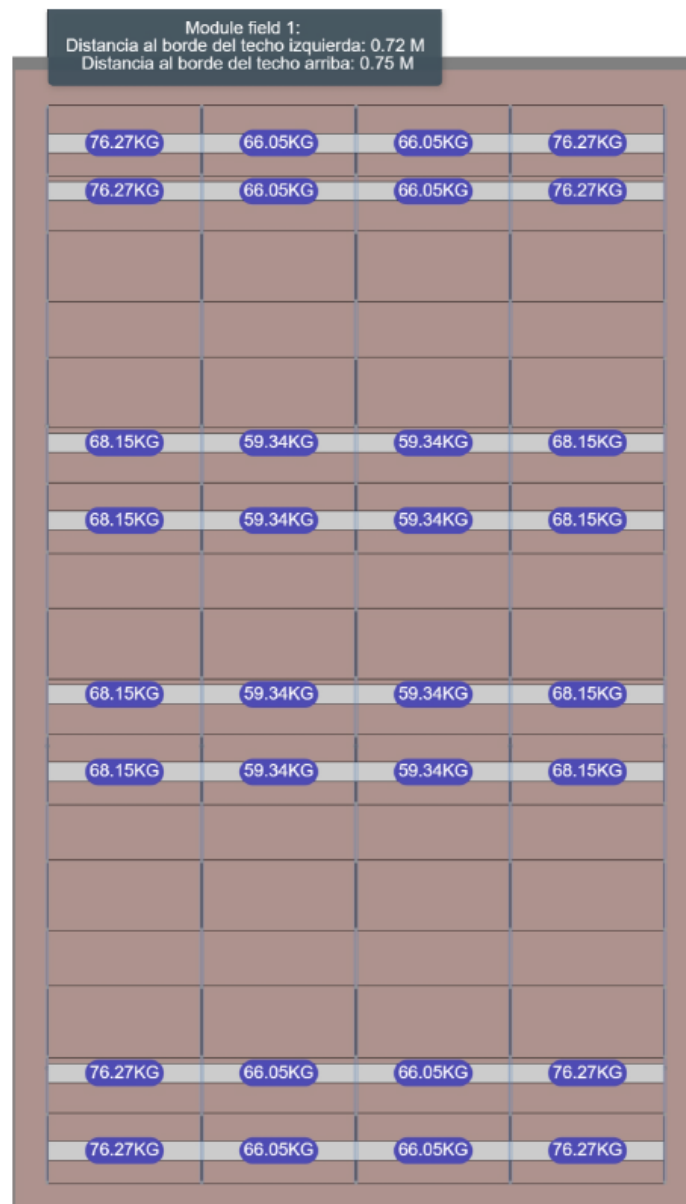 Module field 1:
Distancia al borde del techo izquierda: 0.72 M
Distancia al borde del techo arriba: 0.75 M
76.27KG 66.05KG 66.05KG 76.27KG
76.27KG 66.05KG 66.05KG 76.27KG
68.15KG 59.34KG 59.34KG 68.15KG
68.15KG 59.34KG 59.34KG 68.15KG
68.15KG 59.34KG 59.34KG 68.15KG
68.15KG 59.34KG 59.34KG 68.15KG
76.27KG 66.05KG 66.05KG 76.27KG
76.27KG 66.05KG 66.05KG 76.27KG